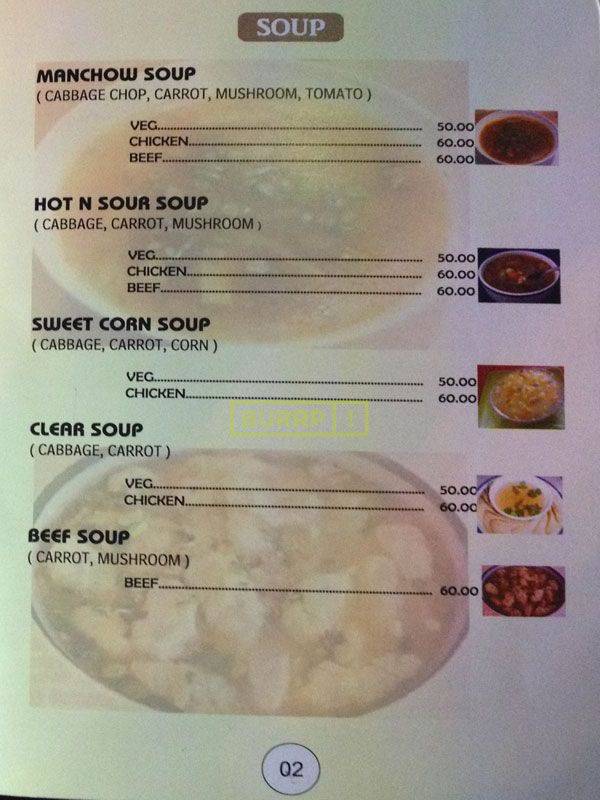 SOUP
MANCHOW SOUP
( CABBAGE CHOP, CARROT, MUSHROOM, TOMATO )
VEG........................................ 50.00
CHICKEN........................................ 60.00
BEEF........................................ 60.00
HOT N SOUR SOUP
( CABBAGE, CARROT, MUSHROOM )
VEG........................................ 50.00
CHICKEN........................................ 60.00
BEEF........................................ 60.00
SWEET CORN SOUP
( CABBAGE, CARROT, CORN )
VEG........................................ 50.00
CHICKEN........................................ 60.00
BURRP !
CLEAR SOUP
( CABBAGE, CARROT )
VEG........................................ 50.00
CHICKEN........................................ 60.00
BEEF SOUP
( CARROT, MUSHROOM )
BEEF........................................ 60.00
02